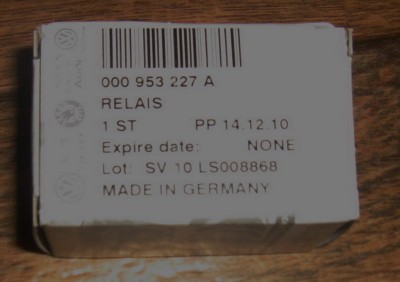 000 953 227 A
RELAIS
1 ST PP 14.12.10
Expire date: NONE
Lot: SV 10 LS008868
MADE IN GERMANY